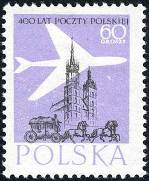 400 LAT POCZTY POLSKIEJ
60
GROSZY
POLSKA